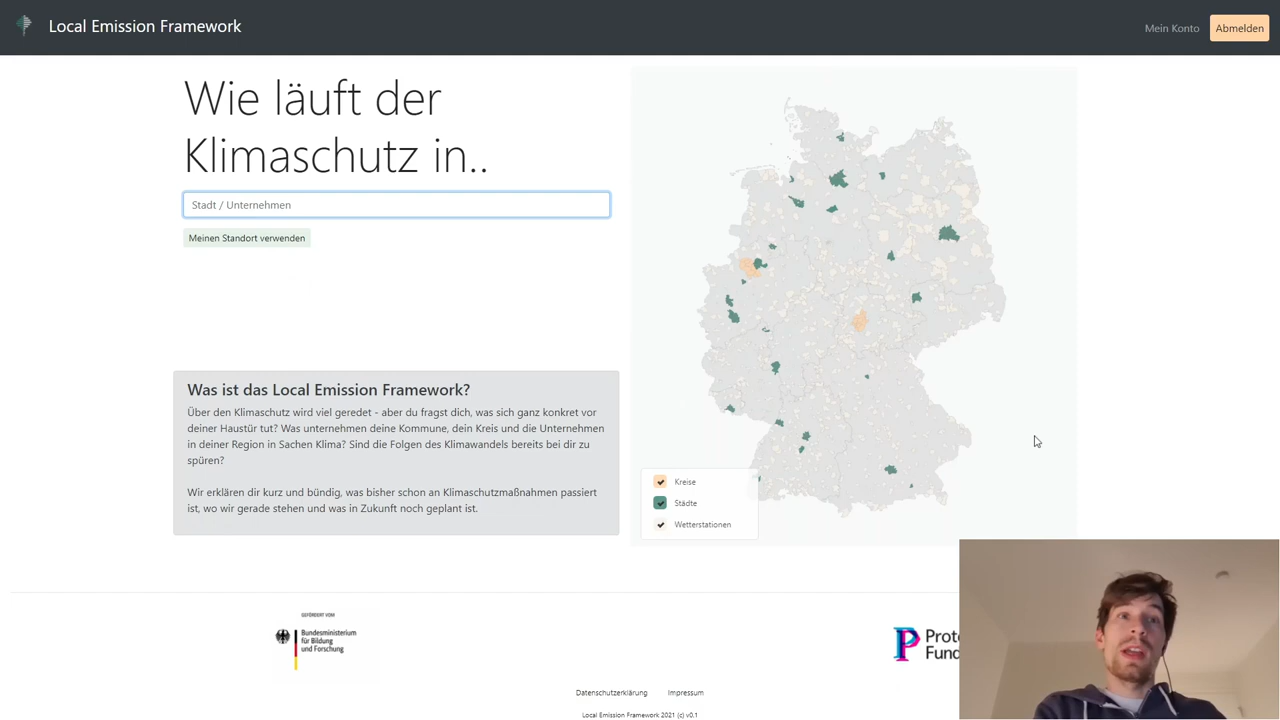 Local Emission Framework
Mein Konto
Abmelden
Wie läuft der
Klimaschutz in..
Stadt / Unternehmen
Meinen Standort verwenden
Was ist das Local Emission Framework?
Über den Klimaschutz wird viel geredet - aber du fragst dich, was sich ganz konkret vor
deiner Haustür tut? Was unternehmen deine Kommune, dein Kreis und die Unternehmen
in deiner Region in Sachen Klima? Sind die Folgen des Klimawandels bereits bei dir zu
spüren?
Wir erklären dir kurz und bündig, was bisher schon an Klimaschutzmaßnahmen passiert
ist, wo wir gerade stehen und was in Zukunft noch geplant ist.
Kreise
Städte
Wetterstationen
GEFÖRDERT VOM
Bundesministerium
für Bildung
und Forschung
P Proto
Fund
Datenschutzerklärung
Impressum
Local Emission Framework 2021 (c) v0.1